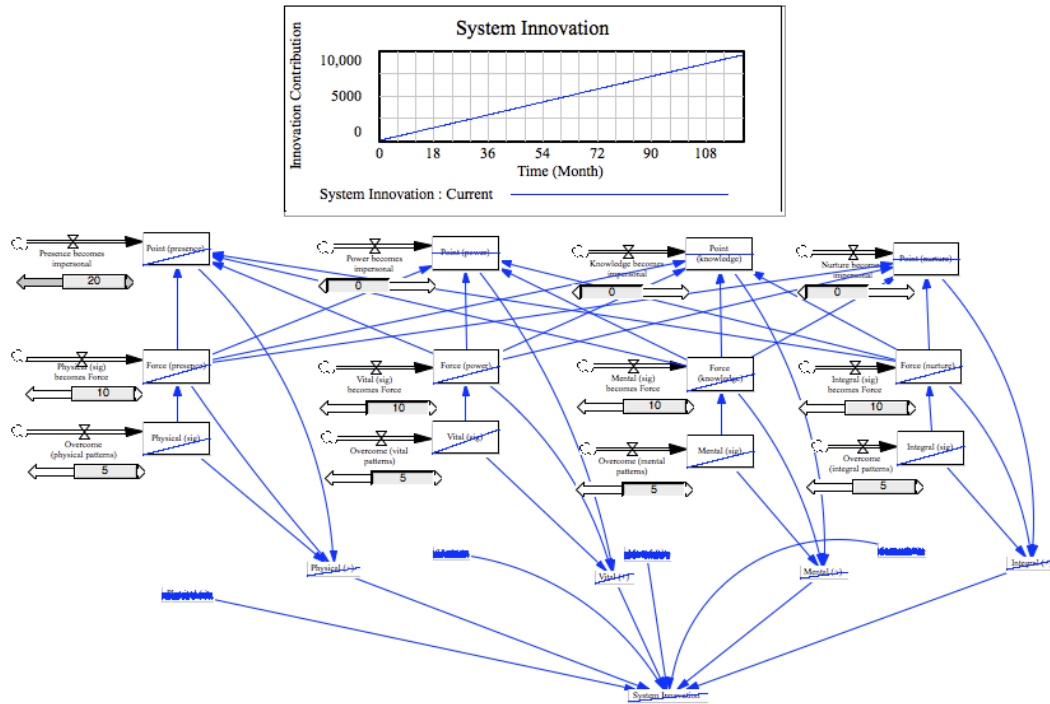 System Innovation
Innovation Contribution
10,000
5000
0
0 18 36 54 72 90 108
Time (Month)
System Innovation : Current
Presence becomes
impersonal
20
Point (presence)
Power becomes
impersonal
0
Point (power)
Knowledge becomes
impersonal
0
Point
(knowledge)
Nurture become
impersonal
0
Point (nurture)
Physical (sig)
becomes Force
10
Force (presence)
Vital (sig)
becomes Force
10
Force (power)
Mental (sig)
becomes Force
10
Force
(knowledge)
Integral (sig)
becomes Force
10
Force (nurture)
Overcome
(physical patterns)
5
Physical (sig)
Overcome (vital
patterns)
5
Vital (sig)
Overcome (mental
patterns)
5
Mental (sig)
Overcome
(integral patterns)
5
Integral (sig)
Physical
Vital
Mental
Integral
System Innovation